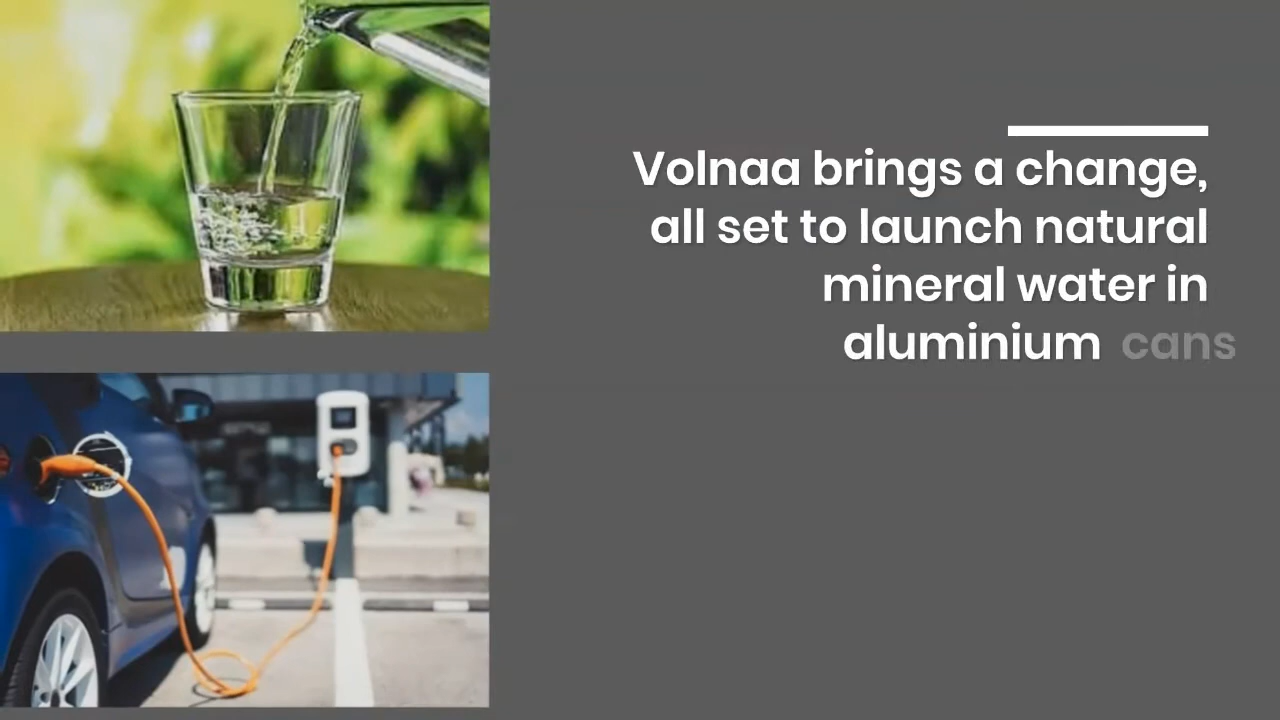 Volnaa brings a change,
all set to launch natural
mineral water in
aluminium cans